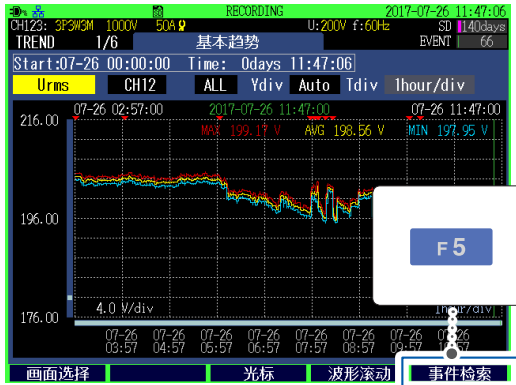 RECORDING 2017-07-26 11:47:06
CH123: 3P3W3M 1000V 50A U:200V f:60Hz SD 140days
TREND 1/6 基本趋势 EVENT 66
Start:07-26 00:00:00 Time: 0days 11:47:06
Urms CH12 ALL Ydiv Auto Tdiv 1hour/div
07-26 02:57:00 2017-07-26 11:47:00 07-26 11:47:00
216.00
MAX 199.17 V AVG 198.56 V MIN 197.95 V
196.00
F5
4.0 V/div 1hour/div
176.00
07-26 07-26 07-26 07-26 07-26 07-26 07-26
03:57 04:57 05:57 06:57 07:57 08:57 09:57
画面选择 光标 波形滚动 事件检索